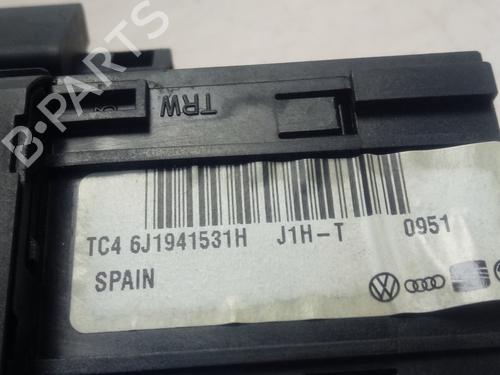 B-PARTS
TRW
TC4 6J1941531H J1H-T 0951
SPAIN